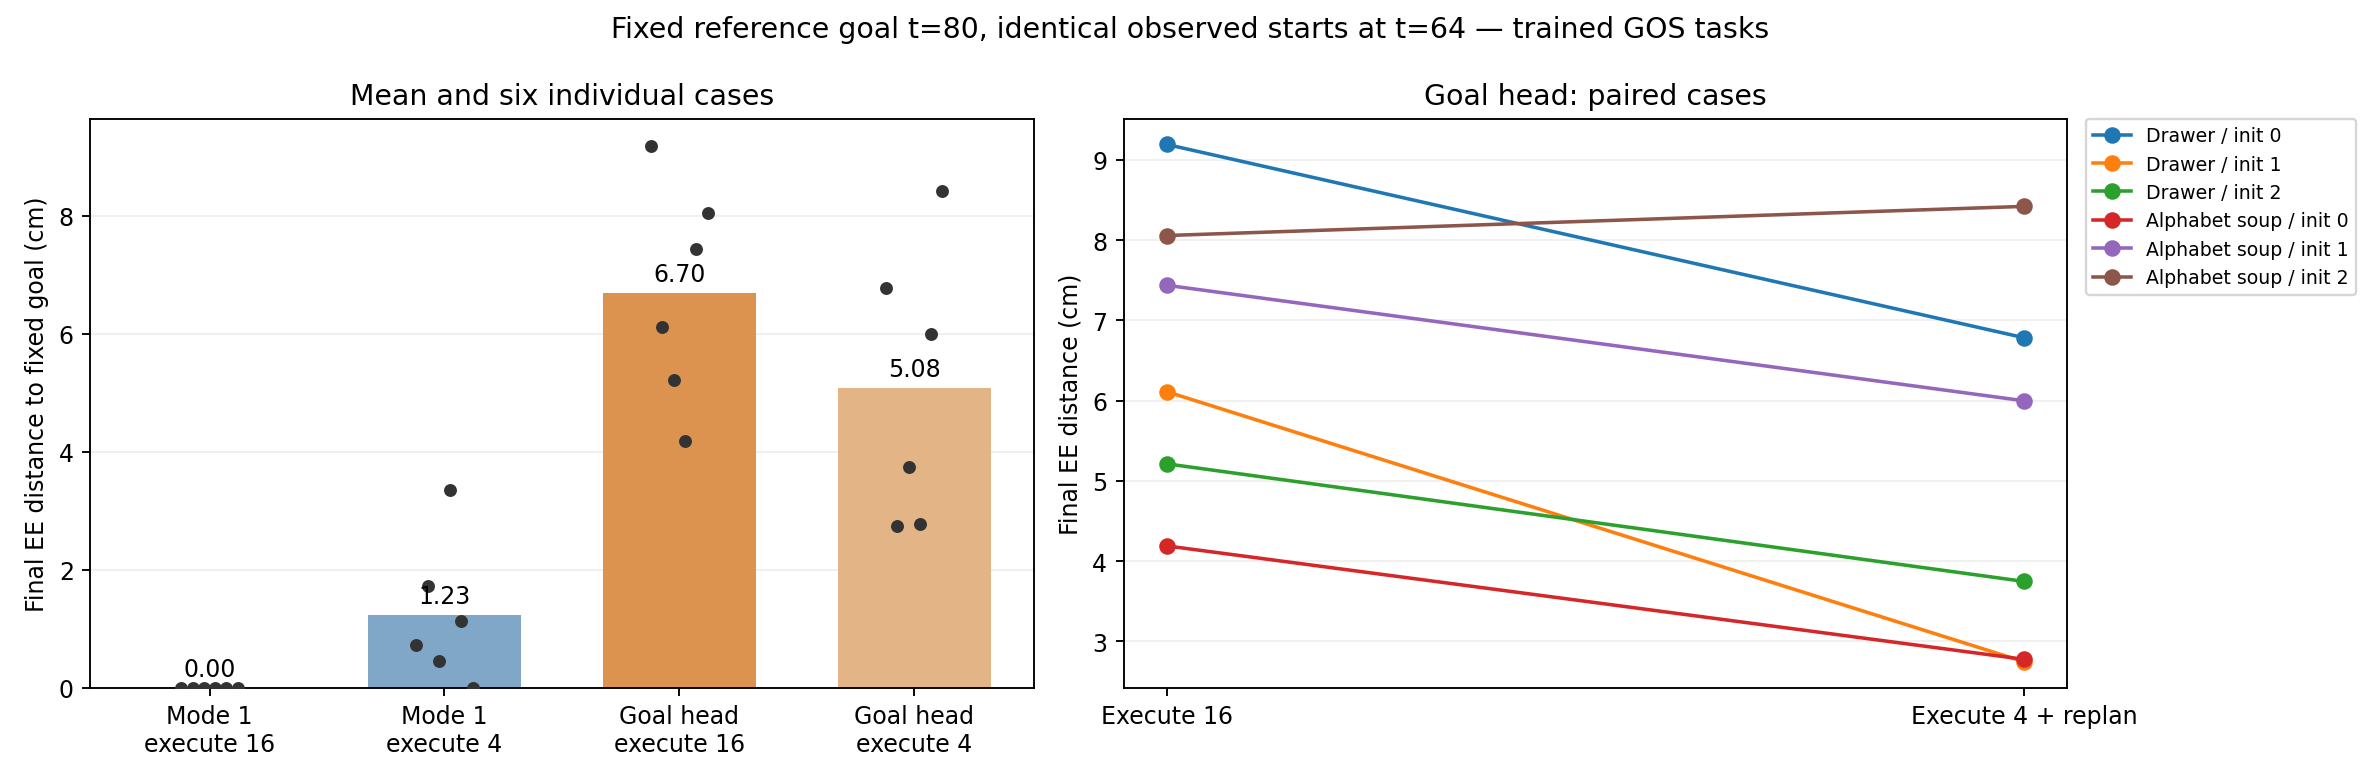 Fixed reference goal t=80, identical observed starts at t=64 — trained GOS tasks
Mean and six individual cases
Final EE distance to fixed goal (cm)
8
6
4
2
0
0.00
1.23
6.70
5.08
Mode 1
execute 16
Mode 1
execute 4
Goal head
execute 16
Goal head
execute 4
Goal head: paired cases
Final EE distance (cm)
9
8
7
6
5
4
3
Execute 16
Execute 4 + replan
Drawer / init 0
Drawer / init 1
Drawer / init 2
Alphabet soup / init 0
Alphabet soup / init 1
Alphabet soup / init 2